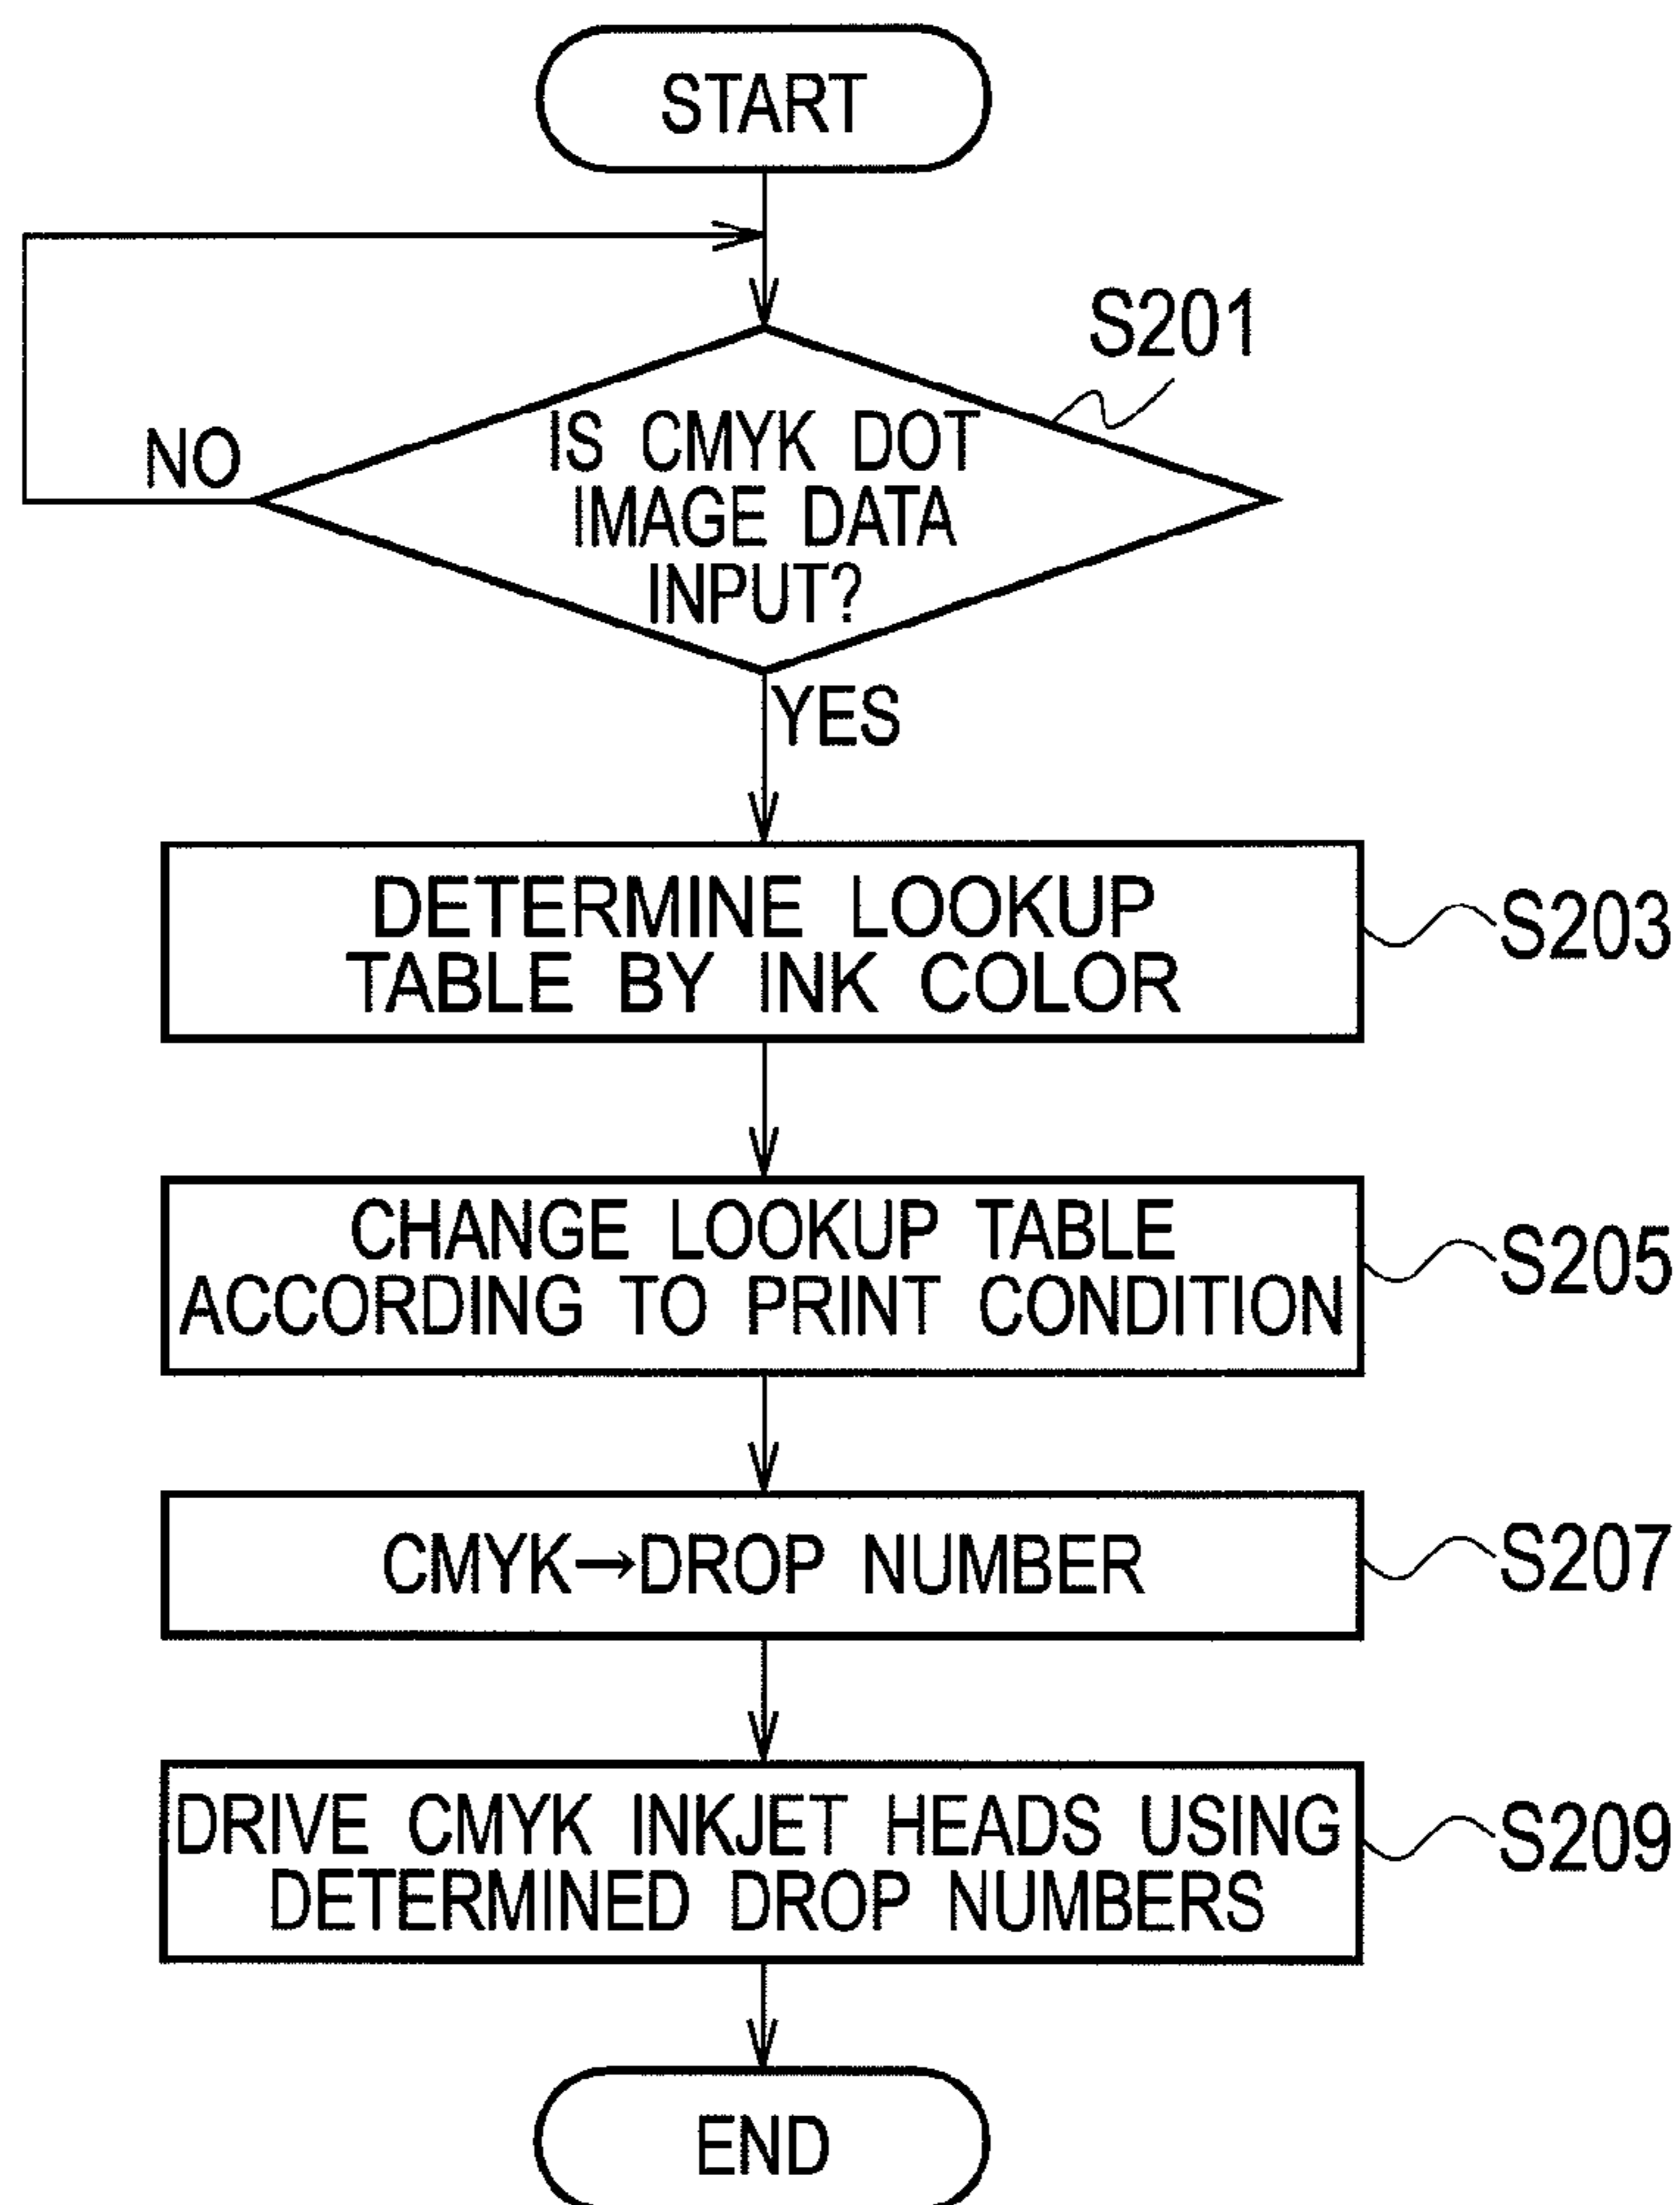 START
S201
IS CMYK DOT
IMAGE DATA
INPUT?
NO
YES
DETERMINE LOOKUP
TABLE BY INK COLOR
S203
CHANGE LOOKUP TABLE
ACCORDING TO PRINT CONDITION
S205
CMYK→DROP NUMBER
S207
DRIVE CMYK INKJET HEADS USING
DETERMINED DROP NUMBERS
S209
END